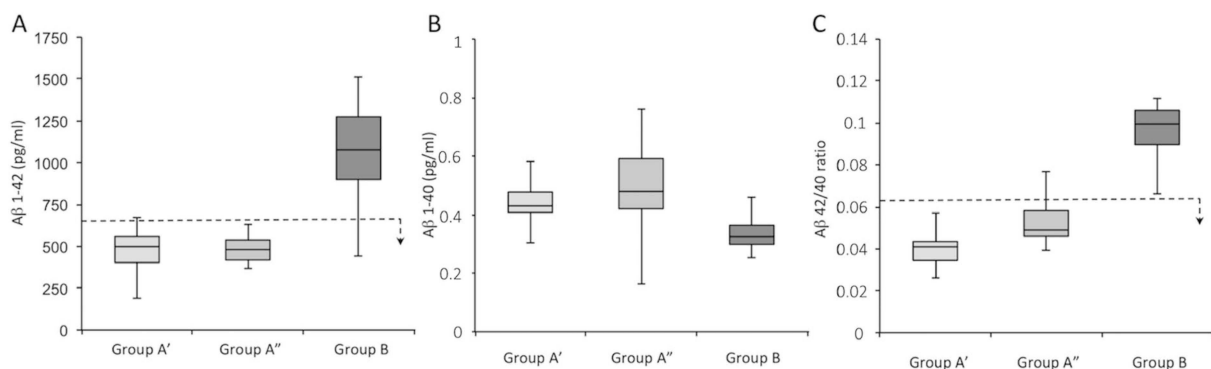 A
Aβ 1-42 (pg/ml)
1750
1500
1250
1000
750
500
250
0
Group A′ Group A″ Group B
B
Aβ 1-40 (pg/ml)
1
0.8
0.6
0.4
0.2
0
Group A′ Group A″ Group B
C
Aβ 42/40 ratio
0.14
0.12
0.1
0.08
0.06
0.04
0.02
0
Group A′ Group A″ Group B